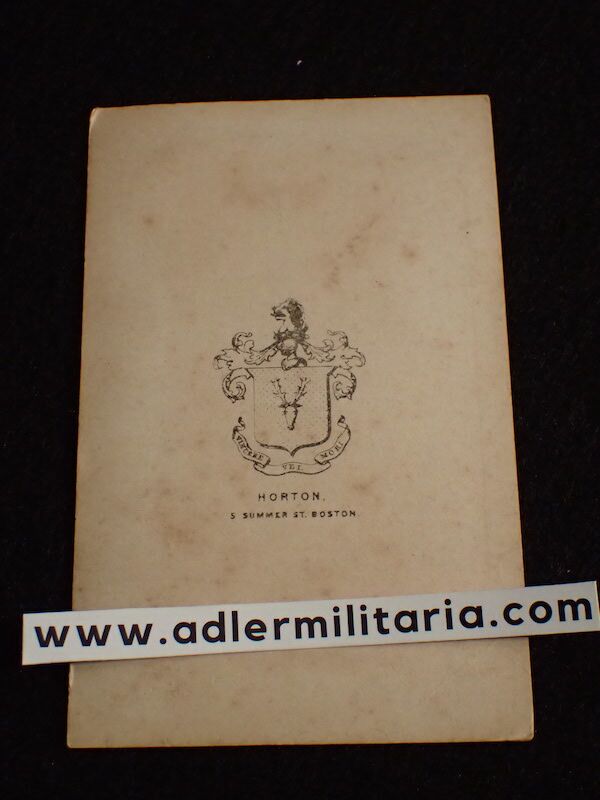 VINCERE VEL MORI
HORTON,
5 SUMMER ST. BOSTON.
www.adlermilitaria.com